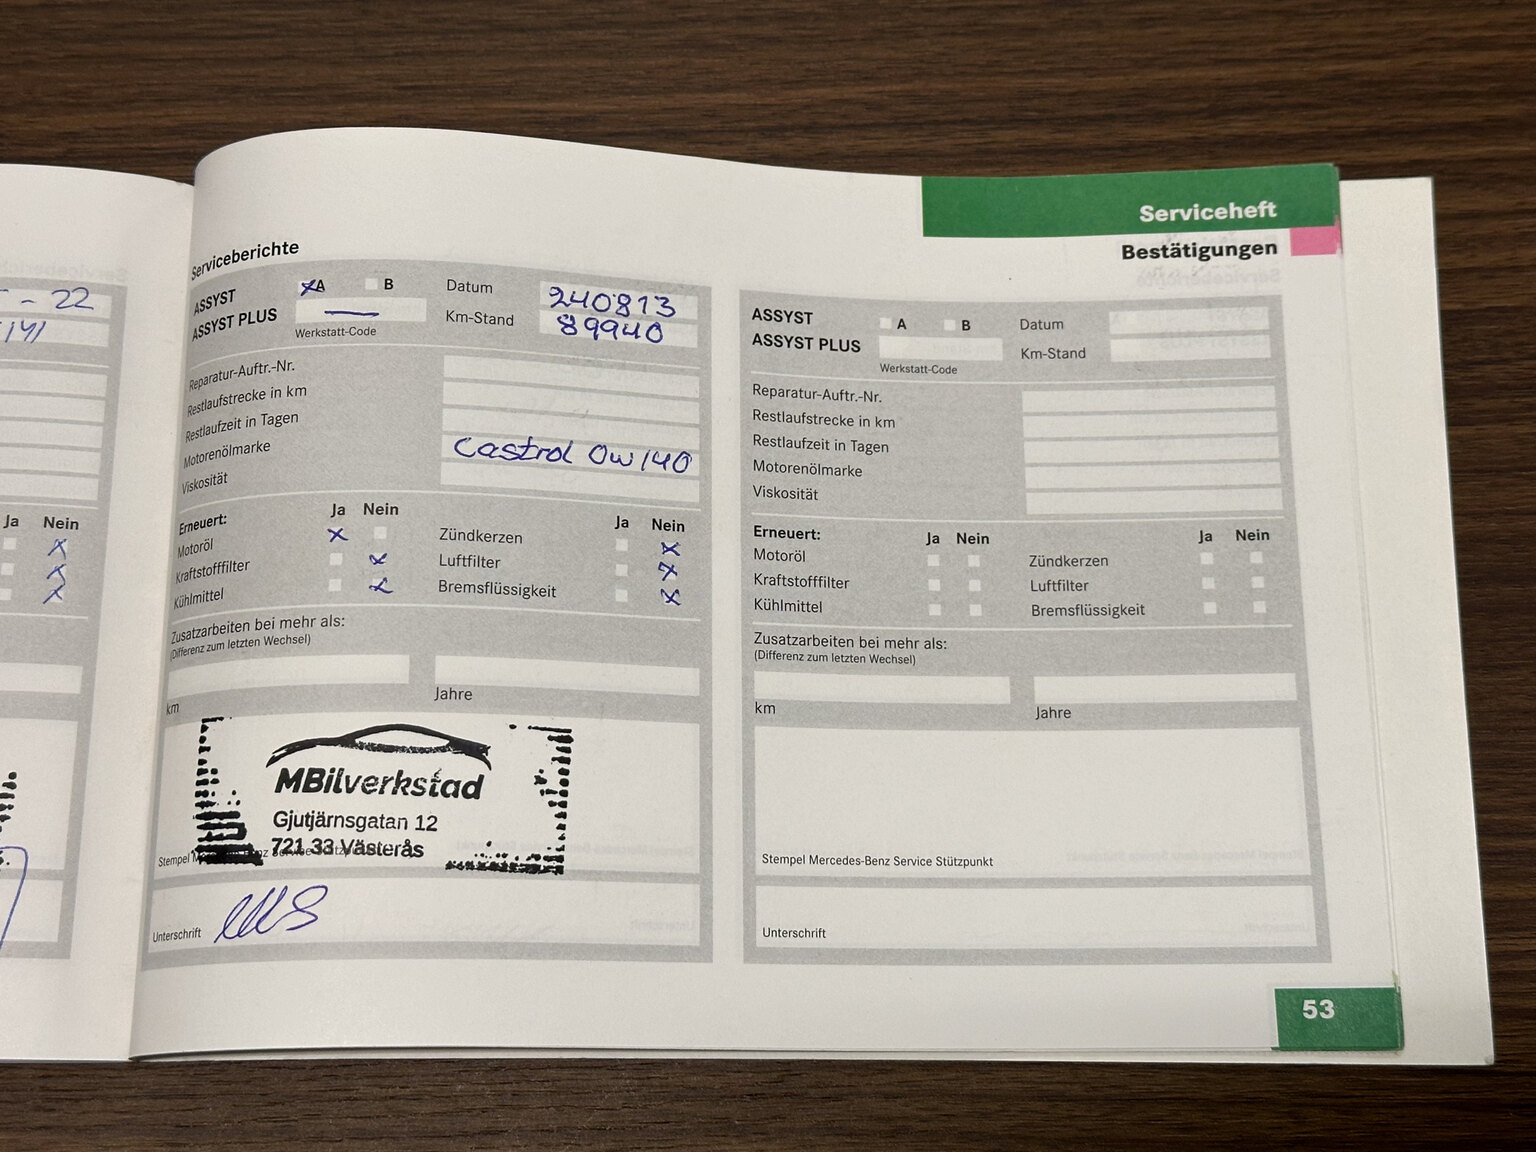 - 22
Ja Nein
Serviceheft
Bestätigungen
Serviceberichte
ASSYST
ASSYST PLUS
A B
Werkstatt-Code
Datum 240813
Km-Stand 89940
Reparatur-Auftr.-Nr.
Restlaufstrecke in km
Restlaufzeit in Tagen
Motorenölmarke Castrol 0w/40
Viskosität
Erneuert: Ja Nein Ja Nein
Motoröl Zündkerzen
Kraftstofffilter Luftfilter
Kühlmittel Bremsflüssigkeit
Zusatzarbeiten bei mehr als:
(Differenz zum letzten Wechsel)
km Jahre
MBilverkstad
Gjutjärnsgatan 12
721 33 Västerås
Stempel
Unterschrift
ASSYST
ASSYST PLUS
A B
Werkstatt-Code
Datum
Km-Stand
Reparatur-Auftr.-Nr.
Restlaufstrecke in km
Restlaufzeit in Tagen
Motorenölmarke
Viskosität
Erneuert: Ja Nein Ja Nein
Motoröl Zündkerzen
Kraftstofffilter Luftfilter
Kühlmittel Bremsflüssigkeit
Zusatzarbeiten bei mehr als:
(Differenz zum letzten Wechsel)
km Jahre
Stempel Mercedes-Benz Service Stützpunkt
Unterschrift
53